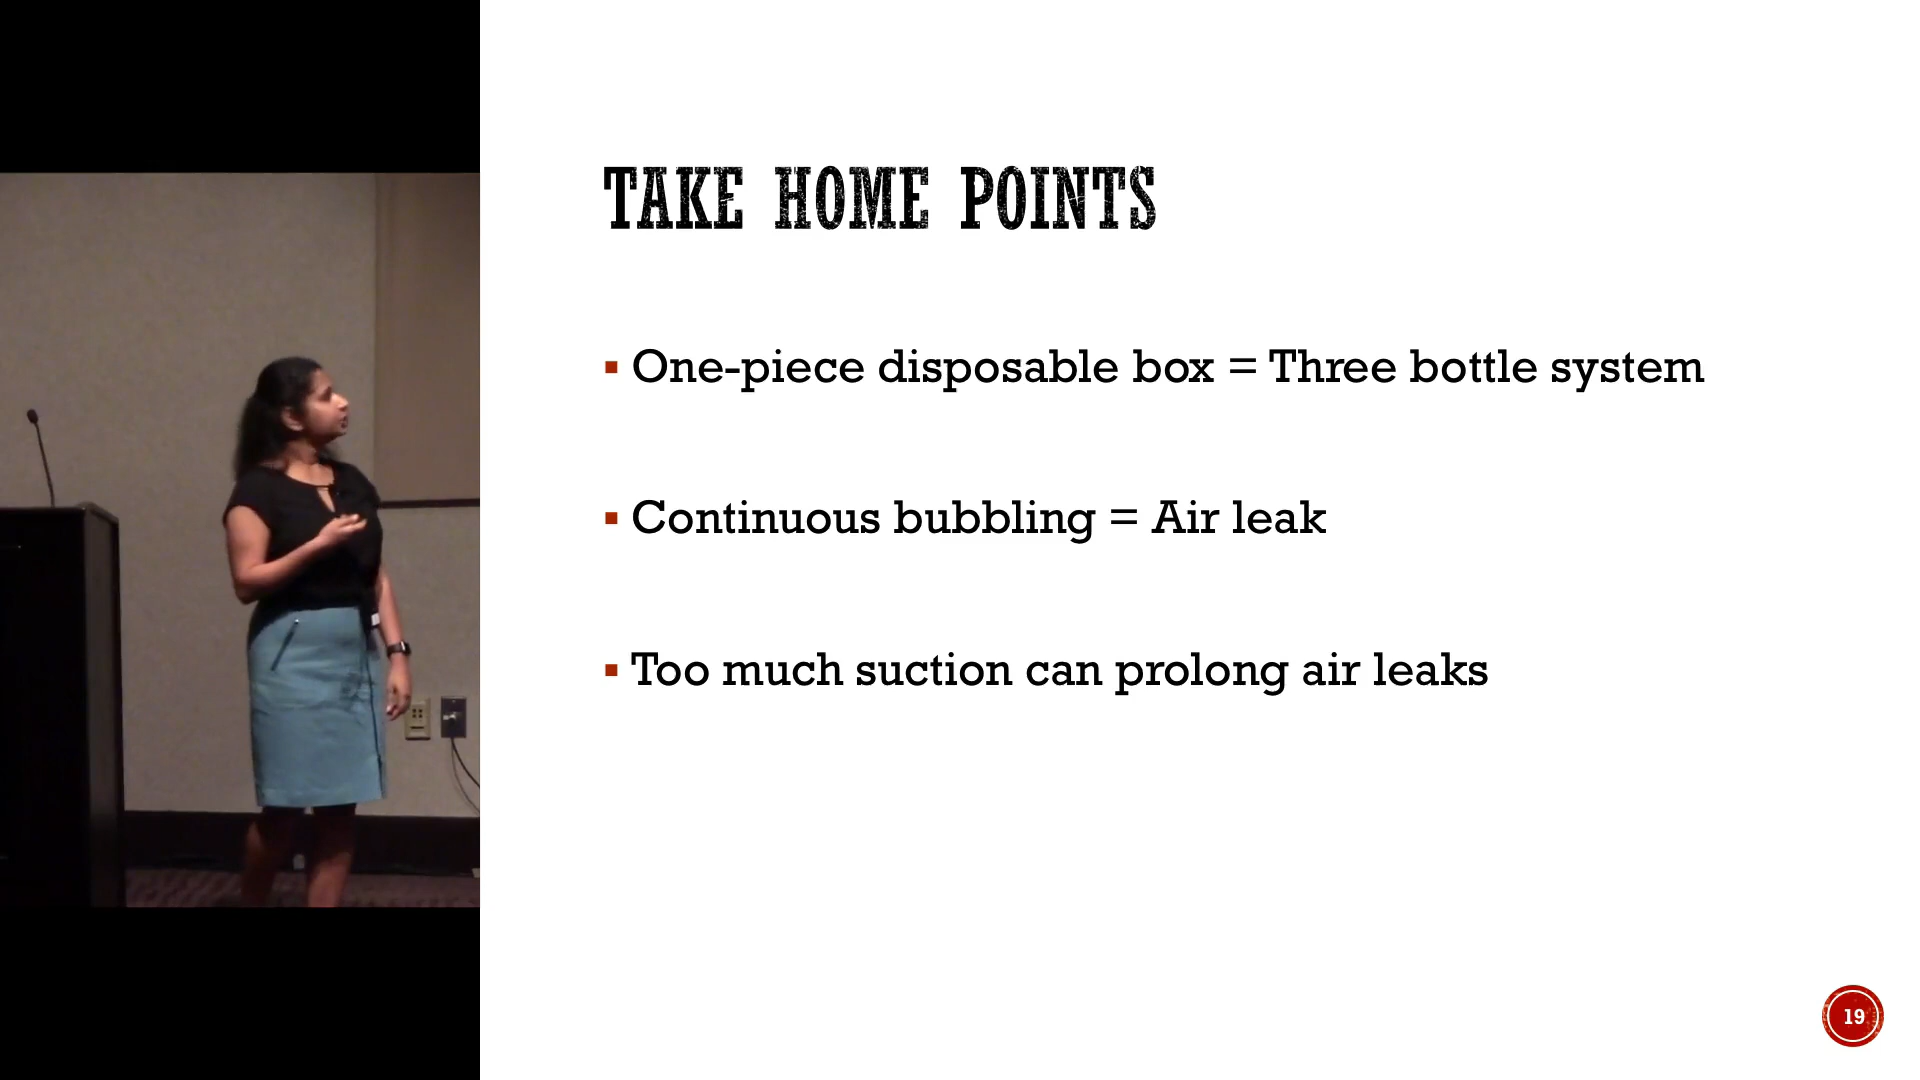 TAKE HOME POINTS
▪ One-piece disposable box = Three bottle system
▪ Continuous bubbling = Air leak
▪ Too much suction can prolong air leaks
19